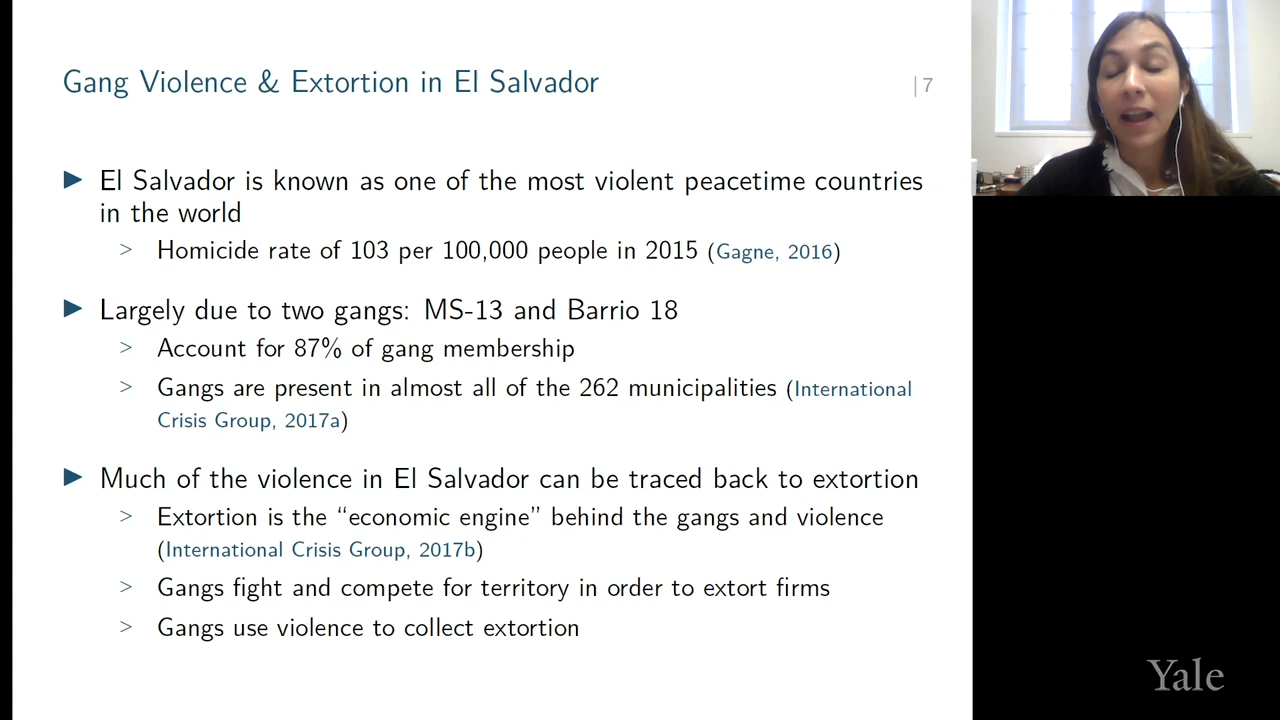 Gang Violence & Extortion in El Salvador
| 7
▶ El Salvador is known as one of the most violent peacetime countries
in the world
> Homicide rate of 103 per 100,000 people in 2015 (Gagne, 2016)
▶ Largely due to two gangs: MS-13 and Barrio 18
> Account for 87% of gang membership
> Gangs are present in almost all of the 262 municipalities (International
Crisis Group, 2017a)
▶ Much of the violence in El Salvador can be traced back to extortion
> Extortion is the “economic engine” behind the gangs and violence
(International Crisis Group, 2017b)
> Gangs fight and compete for territory in order to extort firms
> Gangs use violence to collect extortion
Yale